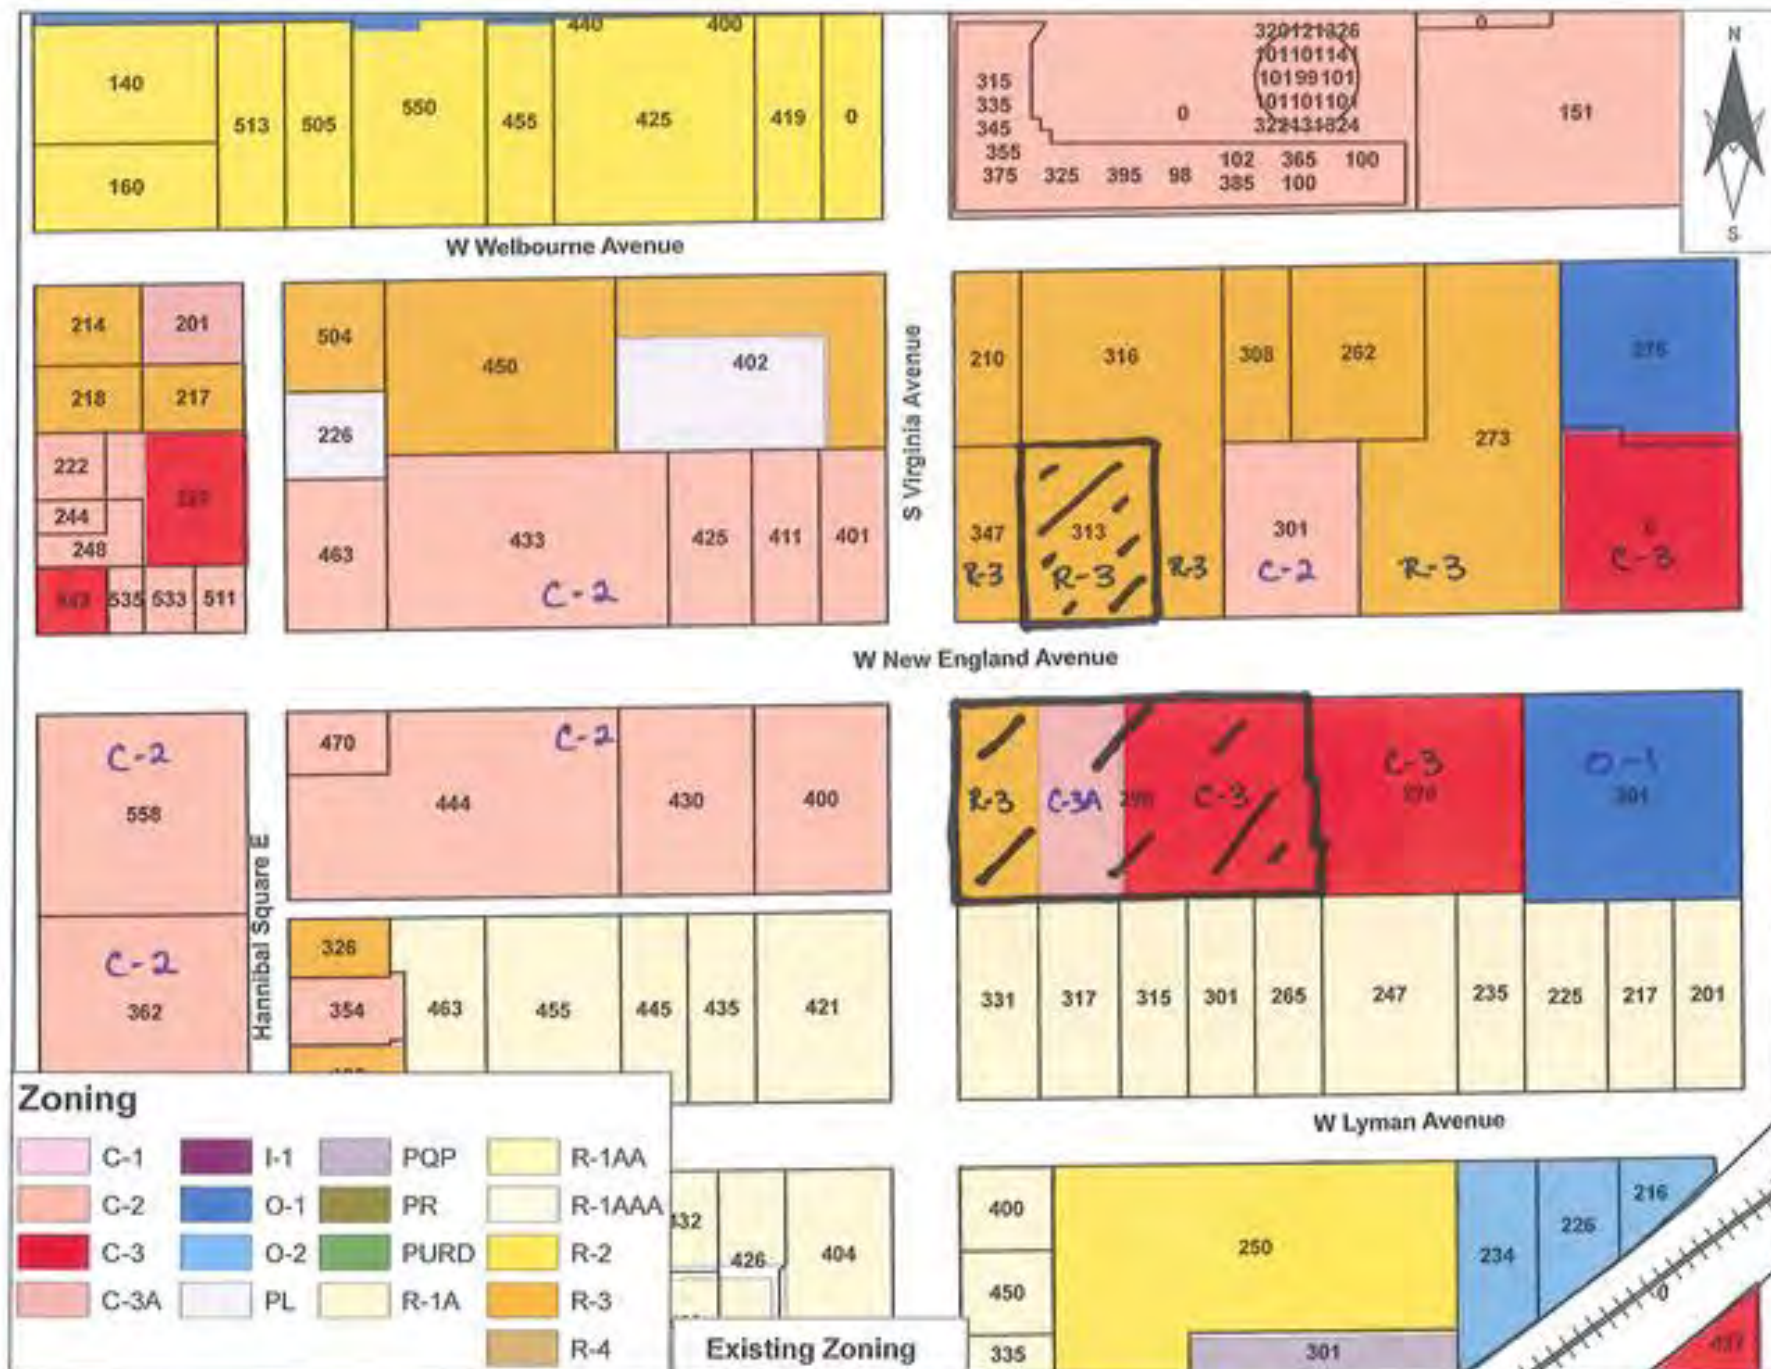 440 400
140 513 505 550 455 425 419 0
160
0
320121326
101101141
10199101
101101101
322431324
315
335
345
355
375 325 395 98 102 365 100
385 100
0
151
N
S
W Welbourne Avenue
214 201
218 217
222
244
248
535 533 511
504
226
463
450
402
433
C-2
425 411 401
S Virginia Avenue
210 316 308 262
273
347
R-3
313
R-3
R-3
301
C-2
R-3
C-3
W New England Avenue
C-2
558
C-2
362
Hannibal Square E
470
444
C-2
430 400
R-3 C-3A C-3
C-3
O-1
326
354
463 455 445 435 421
331 317 315 301 265 247 235 225 217 201
W Lyman Avenue
Zoning
C-1 I-1 PQP R-1AA
C-2 O-1 PR R-1AAA
C-3 O-2 PURD R-2
C-3A PL R-1A R-3
R-4
426 404
400
450
335
250
301
234 226 216
0
Existing Zoning